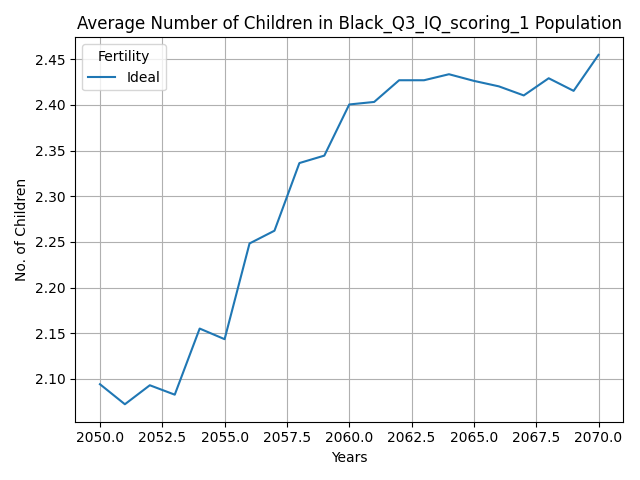 Average Number of Children in Black_Q3_IQ_scoring_1 Population
Fertility
Ideal
No. of Children
2.45
2.40
2.35
2.30
2.25
2.20
2.15
2.10
2050.0 2052.5 2055.0 2057.5 2060.0 2062.5 2065.0 2067.5 2070.0
Years